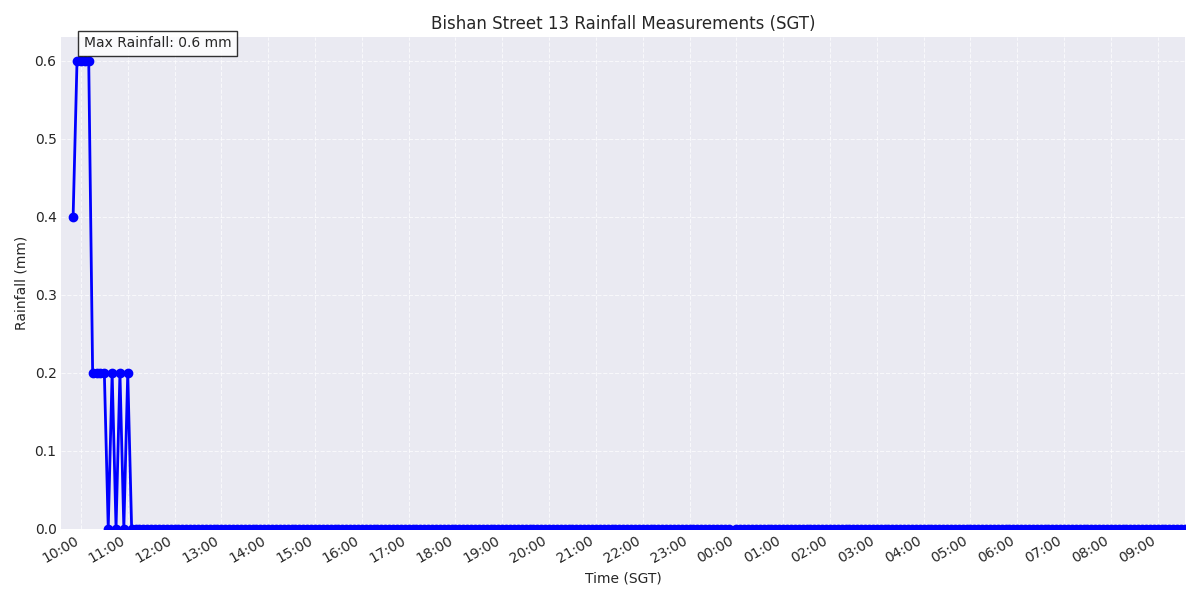 Bishan Street 13 Rainfall Measurements (SGT)
Max Rainfall: 0.6 mm
0.6
0.5
0.4
0.3
0.2
0.1
0.0
Rainfall (mm)
10:00 11:00 12:00 13:00 14:00 15:00 16:00 17:00 18:00 19:00 20:00 21:00 22:00 23:00 00:00 01:00 02:00 03:00 04:00 05:00 06:00 07:00 08:00 09:00
Time (SGT)